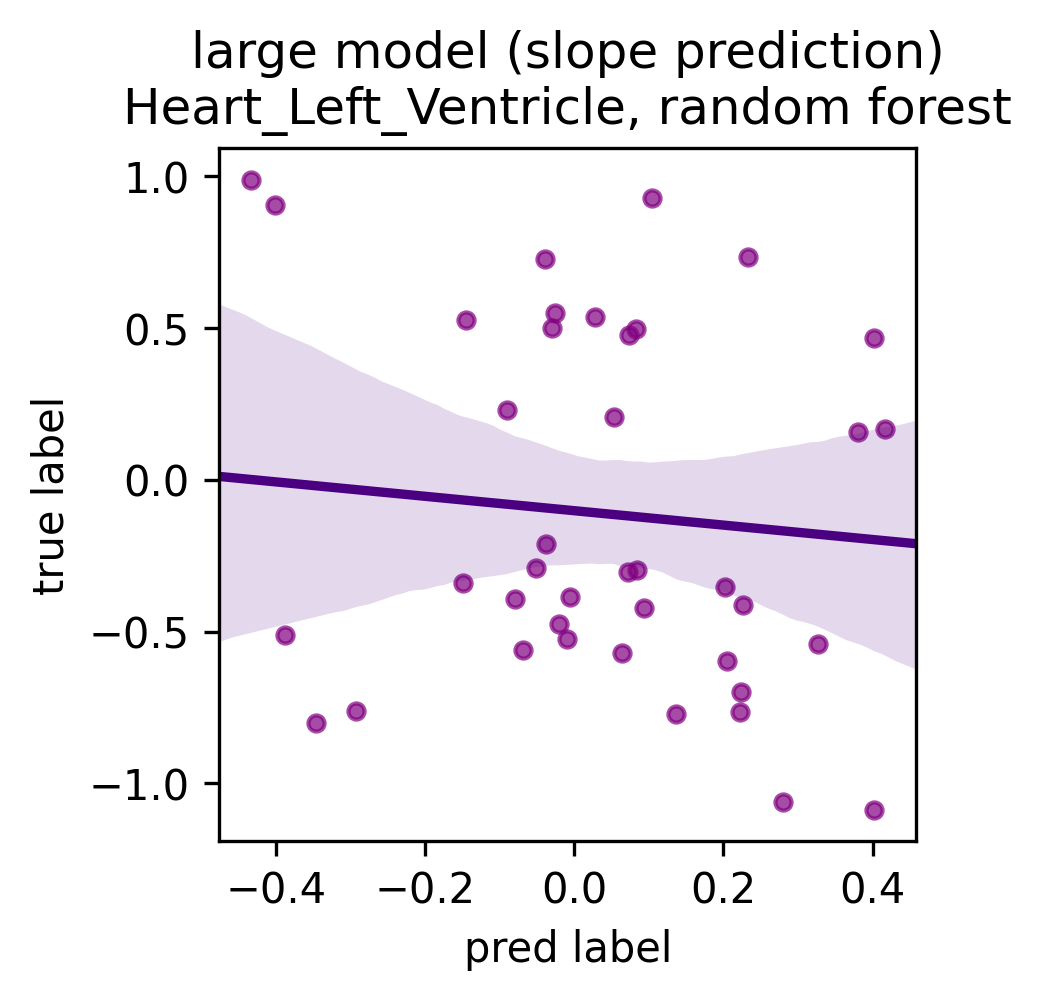 large model (slope prediction)
Heart_Left_Ventricle, random forest
1.0
0.5
0.0
−0.5
−1.0
true label
−0.4
−0.2
0.0
0.2
0.4
pred label